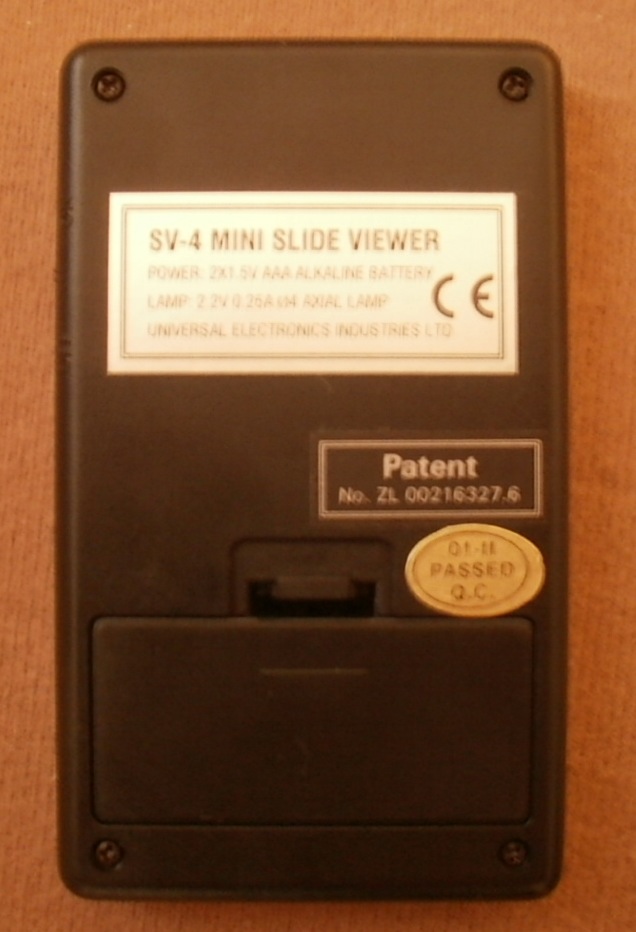 SV-4 MINI SLIDE VIEWER
POWER: 2X1.5V AAA ALKALINE BATTERY
LAMP: 2.2V 0.25A Ø4 AXIAL LAMP
CE
UNIVERSAL ELECTRONICS INDUSTRIES LTD
Patent
No. ZL 00216327.6
01-II
PASSED
Q.C.